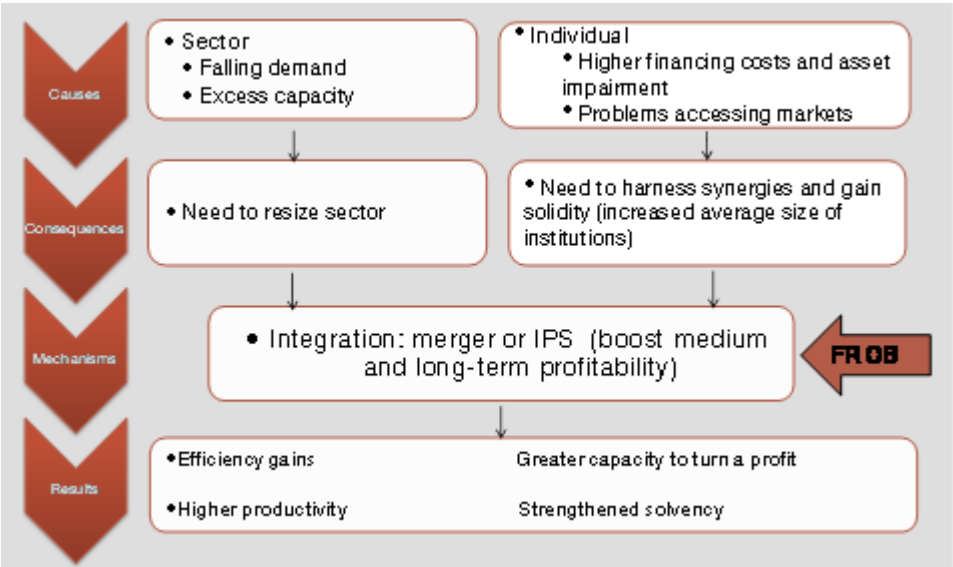 Causes
• Sector
• Falling demand
• Excess capacity
• Individual
• Higher financing costs and asset
impairment
• Problems accessing markets
Consequences
• Need to resize sector
• Need to harness synergies and gain
solidity (increased average size of
institutions)
Mechanisms
• Integration: merger or IPS (boost medium
and long-term profitability)
FROB
Results
•Efficiency gains
Greater capacity to turn a profit
•Higher productivity
Strengthened solvency